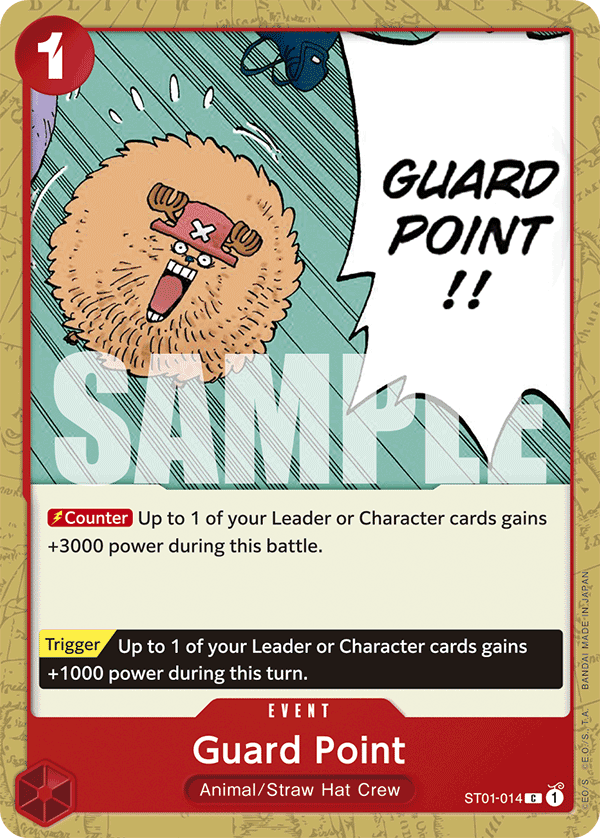 1
GUARD
POINT
!!
SAMPLE
Counter Up to 1 of your Leader or Character cards gains
+3000 power during this battle.
Trigger Up to 1 of your Leader or Character cards gains
+1000 power during this turn.
EVENT
Guard Point
Animal/Straw Hat Crew
ST01-014 C 1
©E.O./S. ©E.O./S.,T.A. BANDAI MADE IN JAPAN